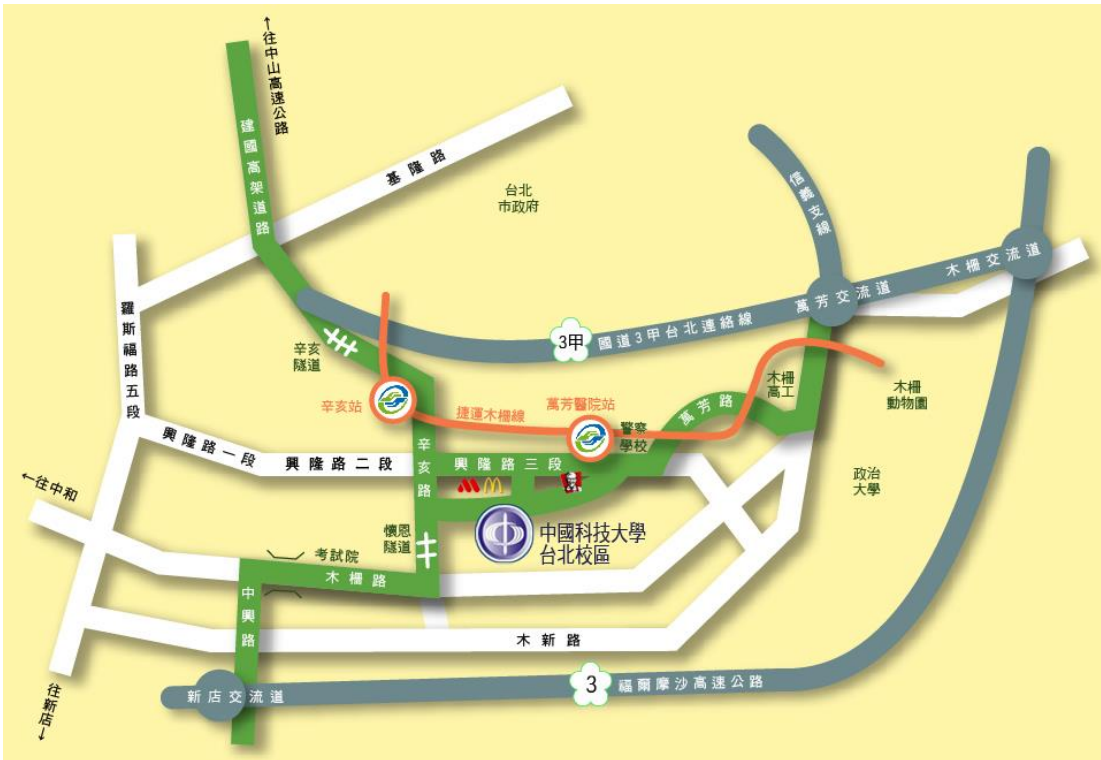 ←往中山高速公路
建國高架道路
基隆路
台北
市政府
信義支線
木柵交流道
萬芳交流道
羅斯福路五段
3甲
國道3甲台北連絡線
辛亥
隧道
木柵
高工
木柵
動物園
辛亥站
捷運木柵線
萬芳醫院站
萬芳路
警察
學校
興隆路一段
興隆路二段
辛亥路
興隆路三段
政治
大學
←往中和
中國科技大學
台北校區
懷恩
隧道
考試院
木柵路
中興路
木新路
新店交流道
3
福爾摩沙高速公路
往新店→